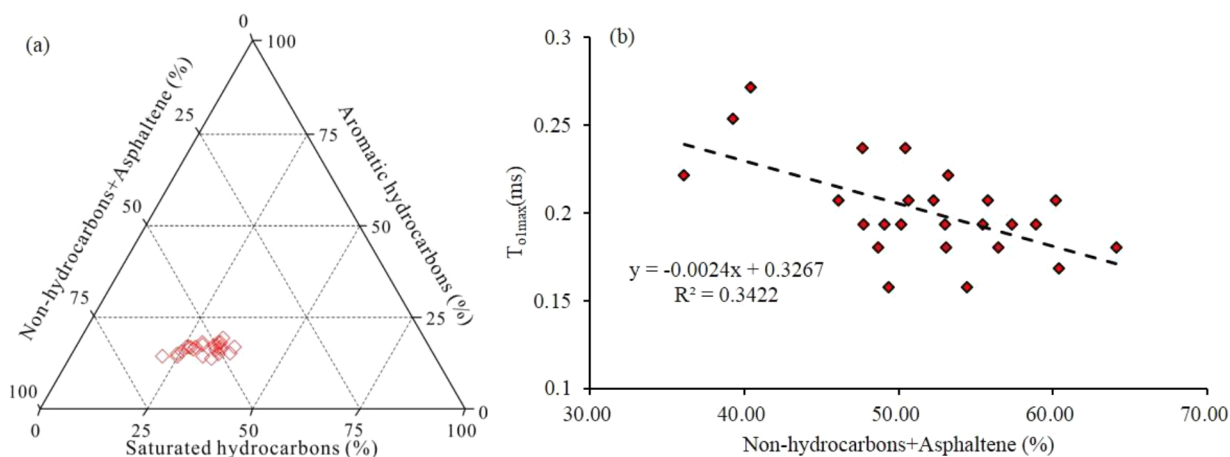 (a)
0
100
Non-hydrocarbons+Asphaltene (%)
25
50
75
100
Aromatic hydrocarbons (%)
75
50
25
0
0
25
50
75
100
Saturated hydrocarbons (%)
(b)
0.3
0.25
0.2
0.15
0.1
T₀₁max(ms)
y = -0.0024x + 0.3267
R² = 0.3422
30.00
40.00
50.00
60.00
70.00
Non-hydrocarbons+Asphaltene (%)